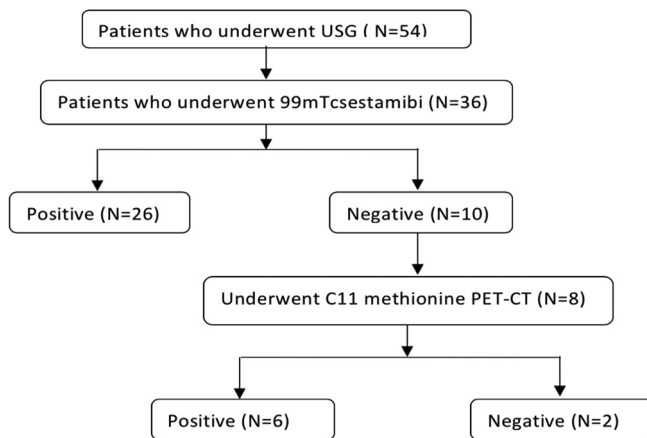 Patients who underwent USG ( N=54)
Patients who underwent 99mTcsestamibi (N=36)
Positive (N=26)
Negative (N=10)
Underwent C11 methionine PET-CT (N=8)
Positive (N=6)
Negative (N=2)